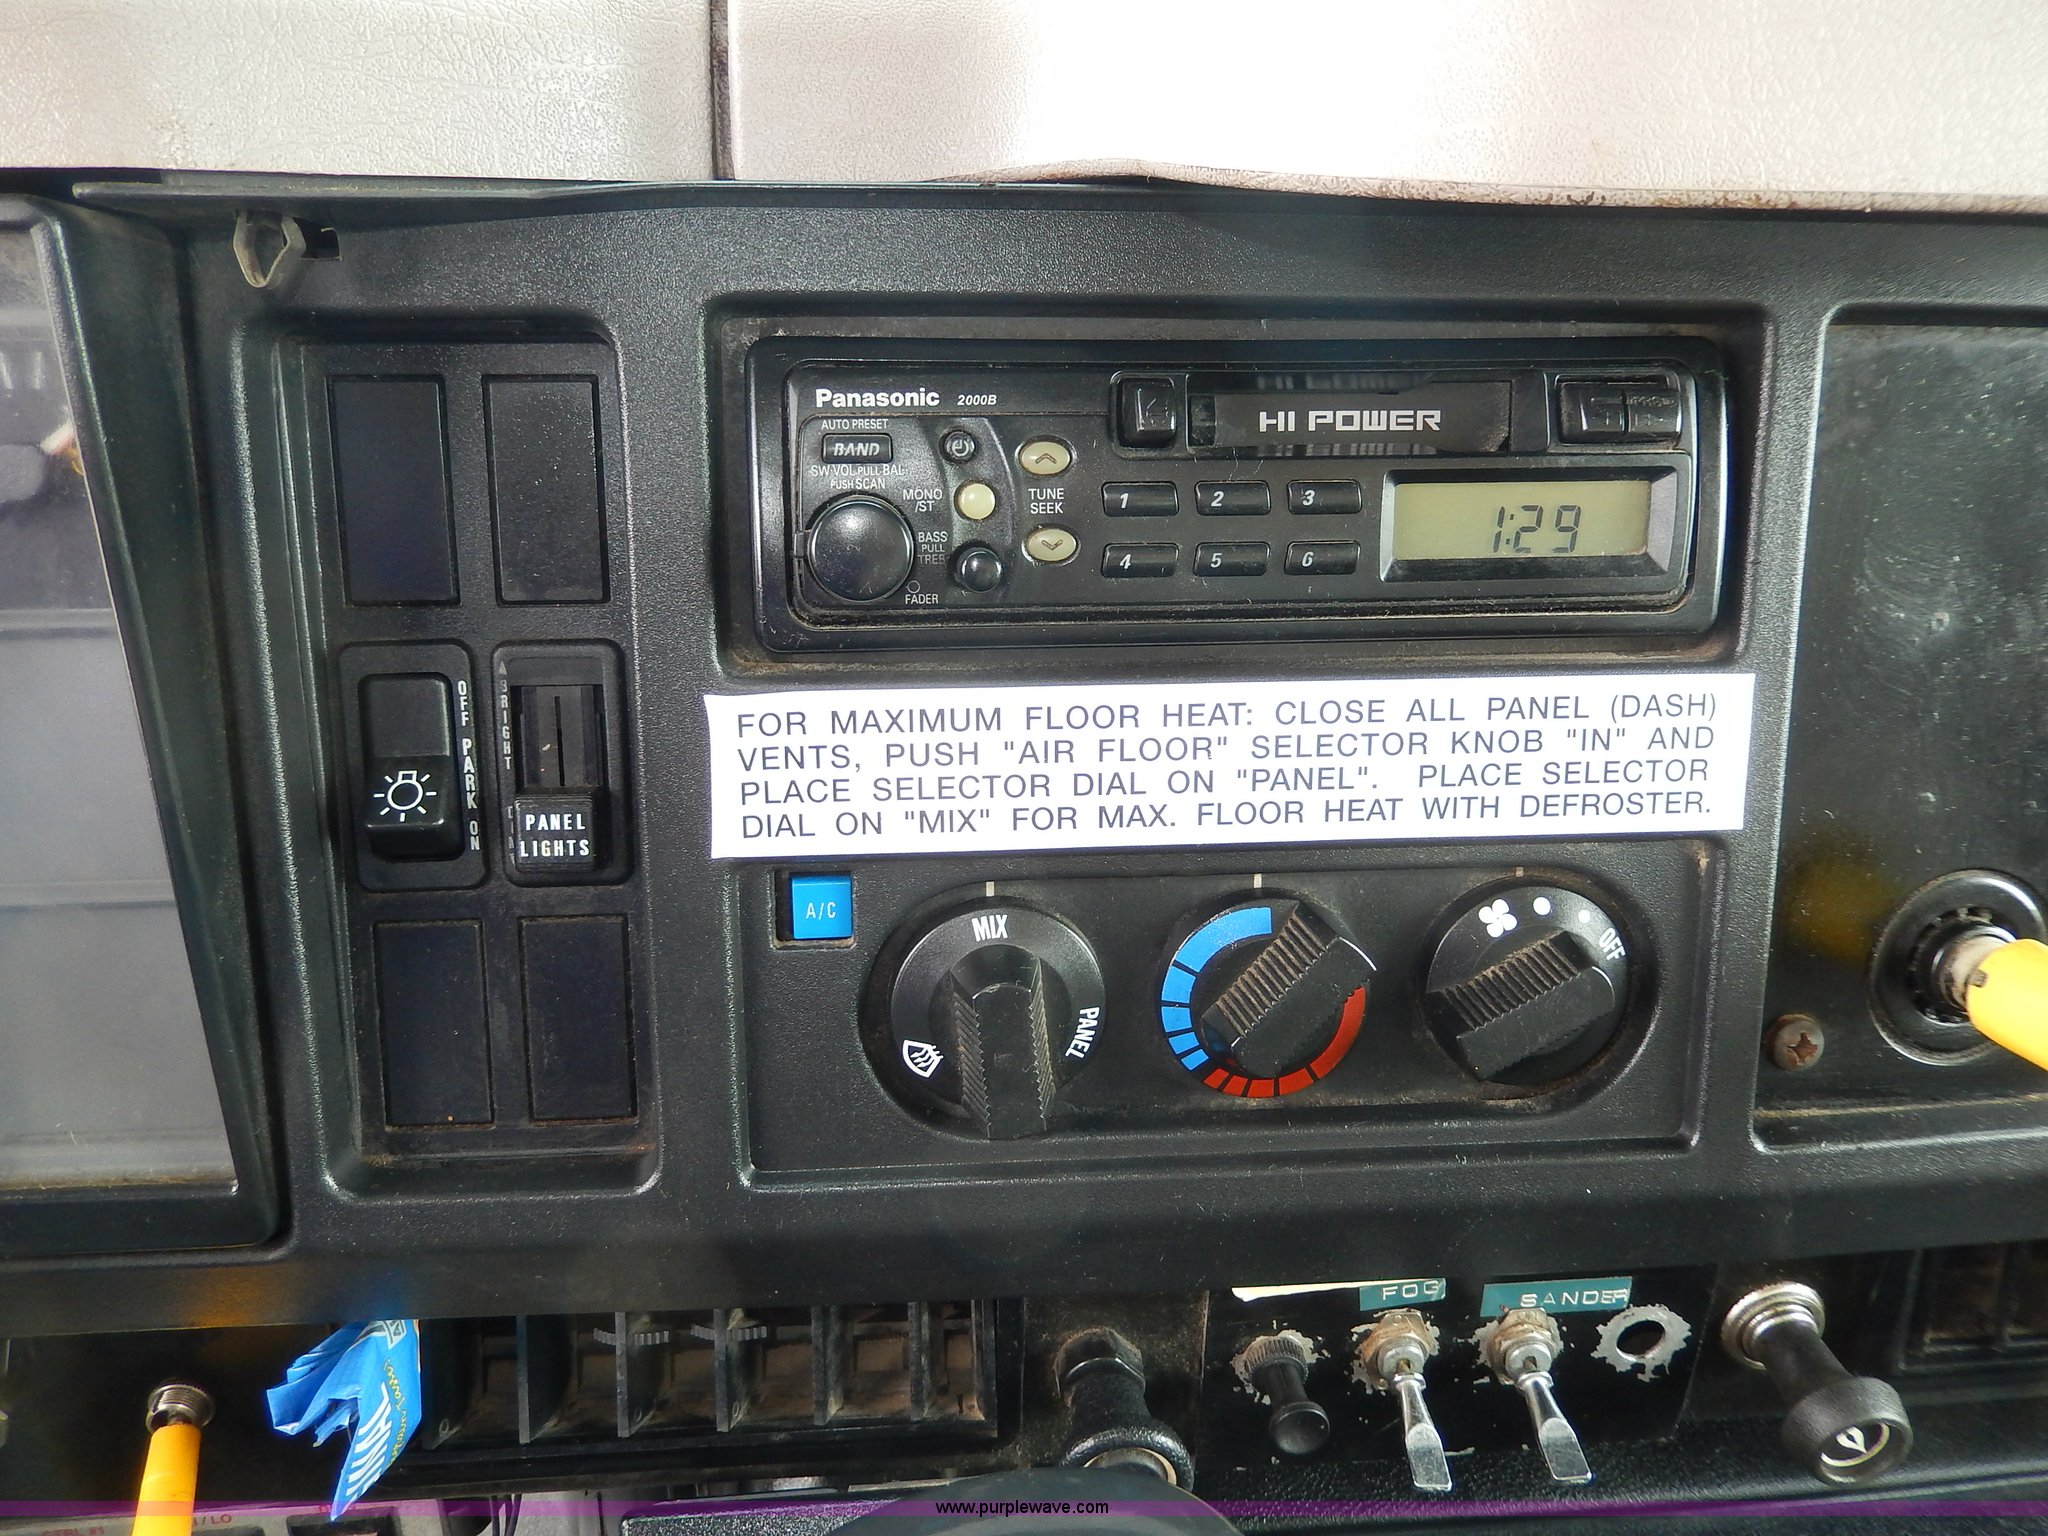 Panasonic 2000B
HI POWER
AUTO PRESET
BAND
SW·VOL PULL BAL
PUSH SCAN
MONO
/ST
TUNE
SEEK
BASS
PULL
TREB
FADER
1 2 3
4 5 6
1:29
OFF PARK ON
BRIGHT
DIM
PANEL
LIGHTS
FOR MAXIMUM FLOOR HEAT: CLOSE ALL PANEL (DASH)
VENTS, PUSH "AIR FLOOR" SELECTOR KNOB "IN" AND
PLACE SELECTOR DIAL ON "PANEL". PLACE SELECTOR
DIAL ON "MIX" FOR MAX. FLOOR HEAT WITH DEFROSTER.
A/C
MIX
PANEL
OFF
FOG
SANDER
/LO
www.purplewave.com